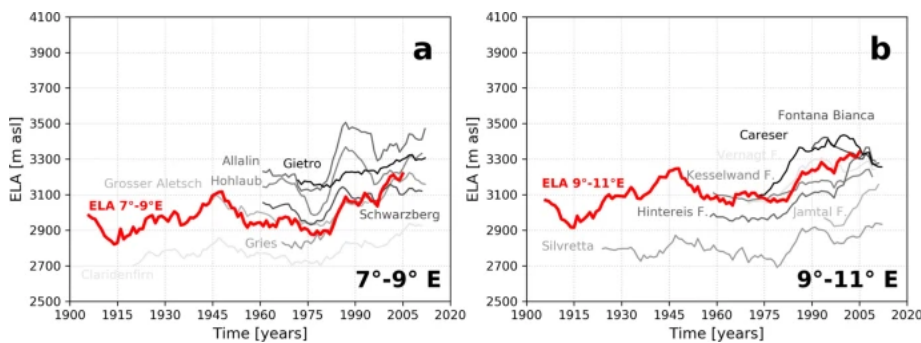 4100
3900
3700
3500
3300
3100
2900
2700
2500
ELA [m asl]
a
Allalin
Gietro
Hohlaub
Grosser Aletsch
ELA 7°-9°E
Schwarzberg
Gries
Claridenfirn
7°-9° E
1900 1915 1930 1945 1960 1975 1990 2005 2020
Time [years]
4100
3900
3700
3500
3300
3100
2900
2700
2500
ELA [m asl]
b
Fontana Bianca
Careser
Vernagt F.
Kesselwand F.
ELA 9°-11°E
Hintereis F.
Jamtal F.
Silvretta
9°-11° E
1900 1915 1930 1945 1960 1975 1990 2005 2020
Time [years]